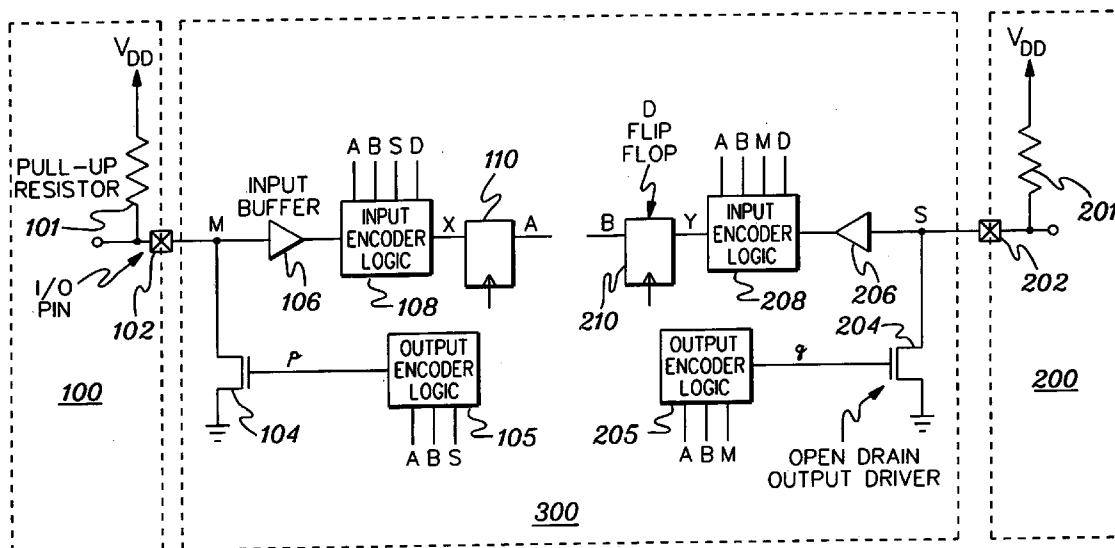 VDD
PULL-UP
RESISTOR
101
I/O
PIN
102
100
M
INPUT
BUFFER
106
A B S D
INPUT
ENCODER
LOGIC
108
X
110
A
104
p
OUTPUT
ENCODER
LOGIC
105
A B S
D
FLIP
FLOP
B
210
Y
A B M D
INPUT
ENCODER
LOGIC
208
206
S
204
OUTPUT
ENCODER
LOGIC
205
A B M
q
OPEN DRAIN
OUTPUT DRIVER
300
VDD
201
202
200